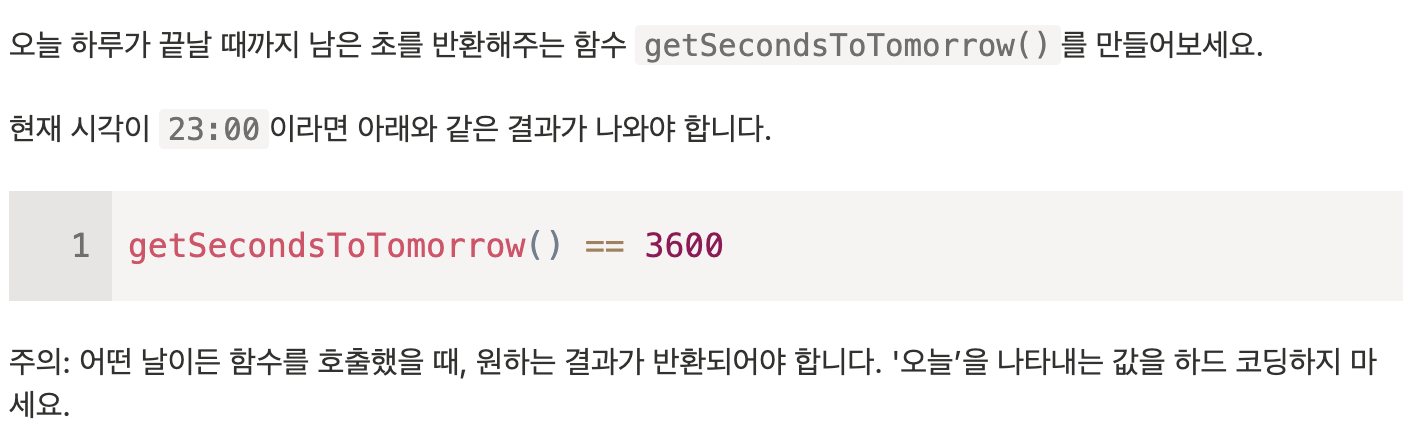 오늘 하루가 끝날 때까지 남은 초를 반환해주는 함수 getSecondsToTomorrow()를 만들어보세요.
현재 시각이 23:00이라면 아래와 같은 결과가 나와야 합니다.
1 getSecondsToTomorrow() == 3600
주의: 어떤 날이든 함수를 호출했을 때, 원하는 결과가 반환되어야 합니다. '오늘’을 나타내는 값을 하드 코딩하지 마
세요.